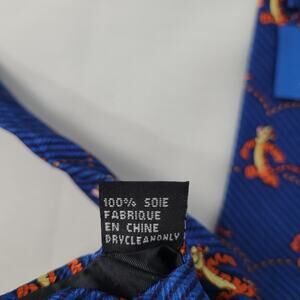 100% SOIE
FABRIQUE
EN CHINE
DRYCLEANONLY